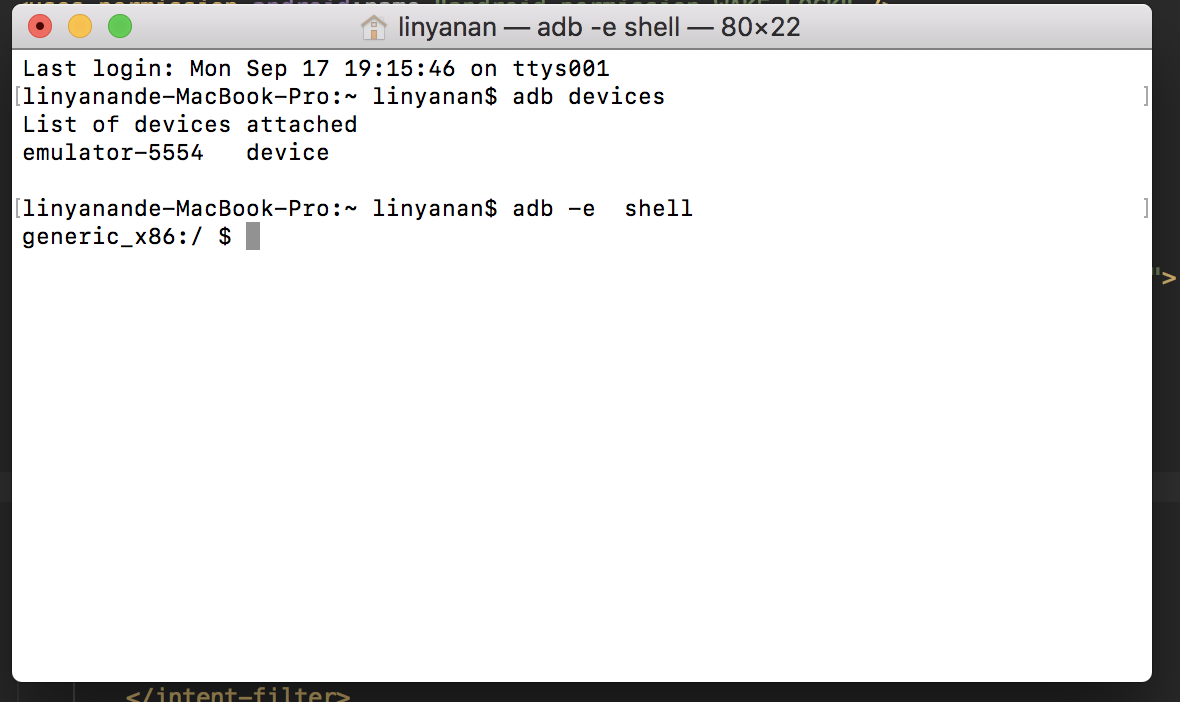 linyanan — adb -e shell — 80×22
Last login: Mon Sep 17 19:15:46 on ttys001
[linyanande-MacBook-Pro:~ linyanan$ adb devices ]
List of devices attached
emulator-5554   device
[linyanande-MacBook-Pro:~ linyanan$ adb -e  shell ]
generic_x86:/ $
">
</intent-filter>